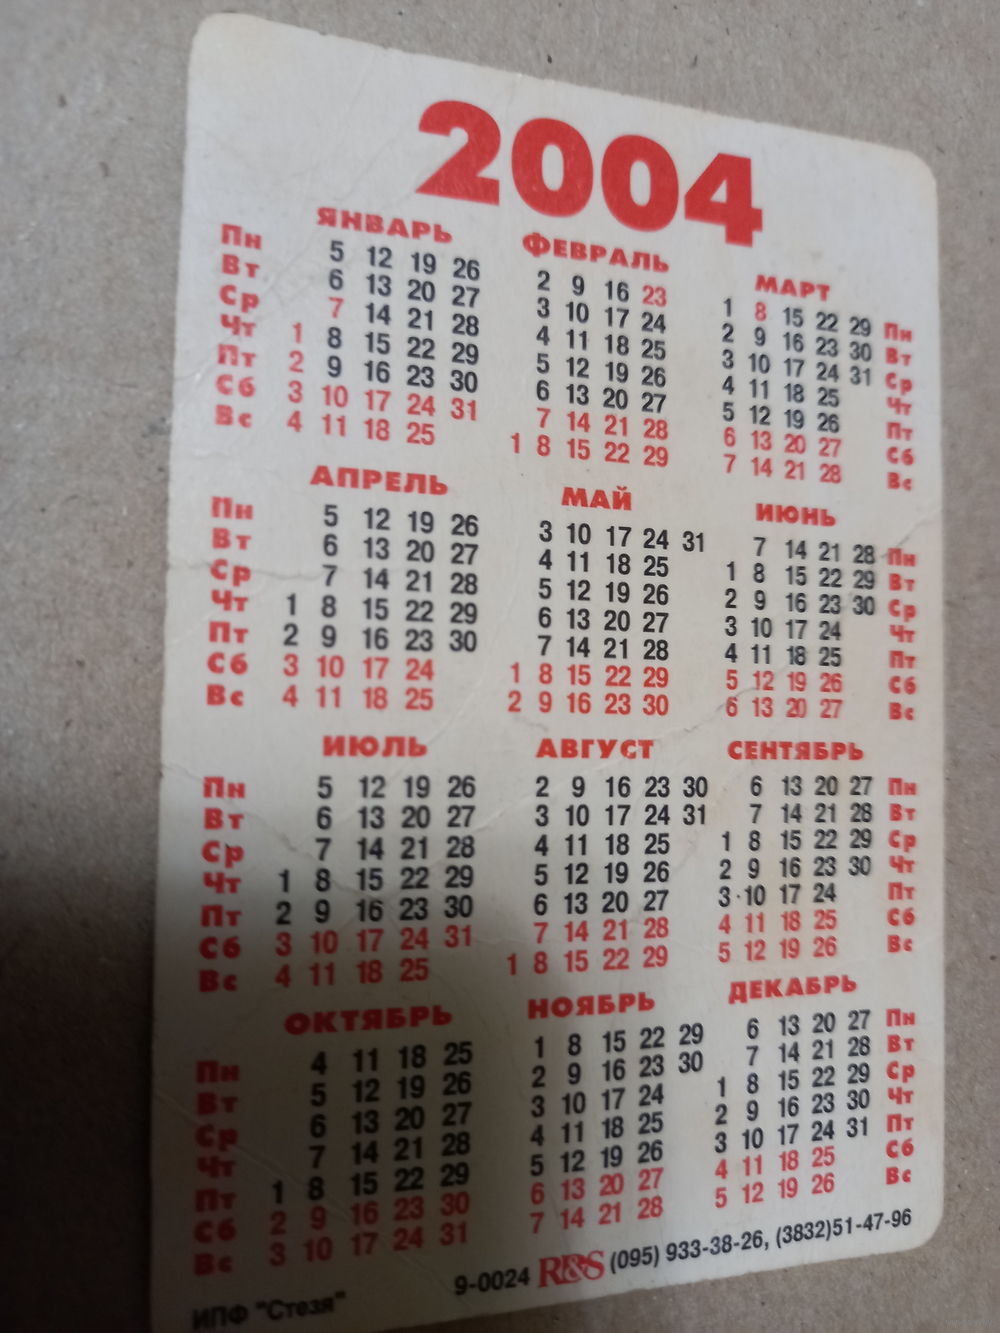 2004
ЯНВАРЬ ФЕВРАЛЬ МАРТ
Пн 5 12 19 26 2 9 16 23 1 8 15 22 29 Пн
Вт 6 13 20 27 3 10 17 24 2 9 16 23 30 Вт
Ср 7 14 21 28 4 11 18 25 3 10 17 24 31 Ср
Чт 1 8 15 22 29 5 12 19 26 4 11 18 25 Чт
Пт 2 9 16 23 30 6 13 20 27 5 12 19 26 Пт
Сб 3 10 17 24 31 7 14 21 28 6 13 20 27 Сб
Вс 4 11 18 25 1 8 15 22 29 7 14 21 28 Вс
АПРЕЛЬ МАЙ ИЮНЬ
Пн 5 12 19 26 3 10 17 24 31 7 14 21 28 Пн
Вт 6 13 20 27 4 11 18 25 1 8 15 22 29 Вт
Ср 7 14 21 28 5 12 19 26 2 9 16 23 30 Ср
Чт 1 8 15 22 29 6 13 20 27 3 10 17 24 Чт
Пт 2 9 16 23 30 7 14 21 28 4 11 18 25 Пт
Сб 3 10 17 24 1 8 15 22 29 5 12 19 26 Сб
Вс 4 11 18 25 2 9 16 23 30 6 13 20 27 Вс
ИЮЛЬ АВГУСТ СЕНТЯБРЬ
Пн 5 12 19 26 2 9 16 23 30 6 13 20 27 Пн
Вт 6 13 20 27 3 10 17 24 31 7 14 21 28 Вт
Ср 7 14 21 28 4 11 18 25 1 8 15 22 29 Ср
Чт 1 8 15 22 29 5 12 19 26 2 9 16 23 30 Чт
Пт 2 9 16 23 30 6 13 20 27 3 10 17 24 Пт
Сб 3 10 17 24 31 7 14 21 28 4 11 18 25 Сб
Вс 4 11 18 25 1 8 15 22 29 5 12 19 26 Вс
ОКТЯБРЬ НОЯБРЬ ДЕКАБРЬ
Пн 4 11 18 25 1 8 15 22 29 6 13 20 27 Пн
Вт 5 12 19 26 2 9 16 23 30 7 14 21 28 Вт
Ср 6 13 20 27 3 10 17 24 1 8 15 22 29 Ср
Чт 7 14 21 28 4 11 18 25 2 9 16 23 30 Чт
Пт 1 8 15 22 29 5 12 19 26 3 10 17 24 31 Пт
Сб 2 9 16 23 30 6 13 20 27 4 11 18 25 Сб
Вс 3 10 17 24 31 7 14 21 28 5 12 19 26 Вс
ИПФ "Стезя" 9-0024 R&S (095) 933-38-26, (3832)51-47-96